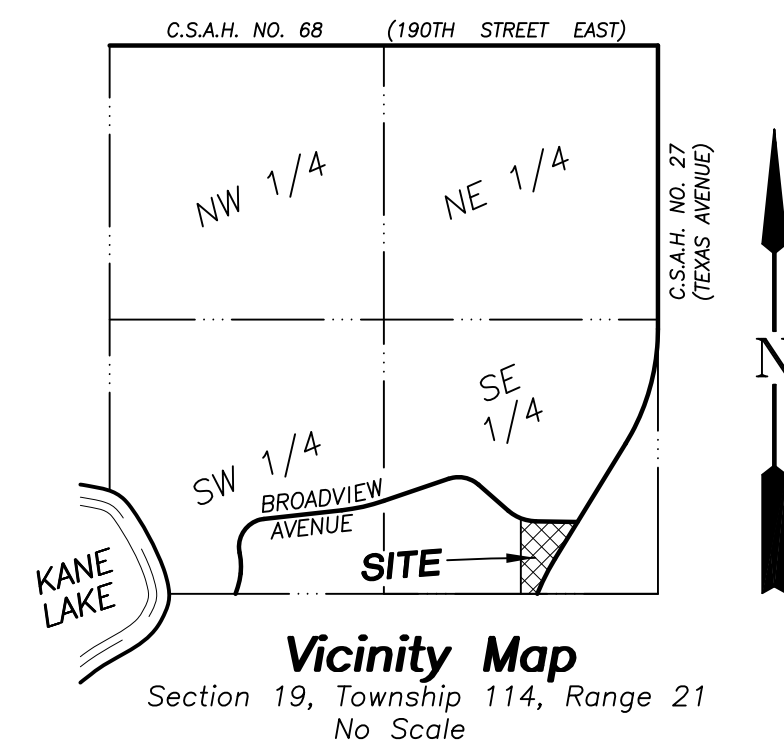 C.S.A.H. NO. 68 (190TH STREET EAST)
NW 1/4
NE 1/4
C.S.A.H. NO. 27
(TEXAS AVENUE)
N
SE
1/4
SW 1/4
BROADVIEW
AVENUE
SITE
KANE
LAKE
Vicinity Map
Section 19, Township 114, Range 21
No Scale